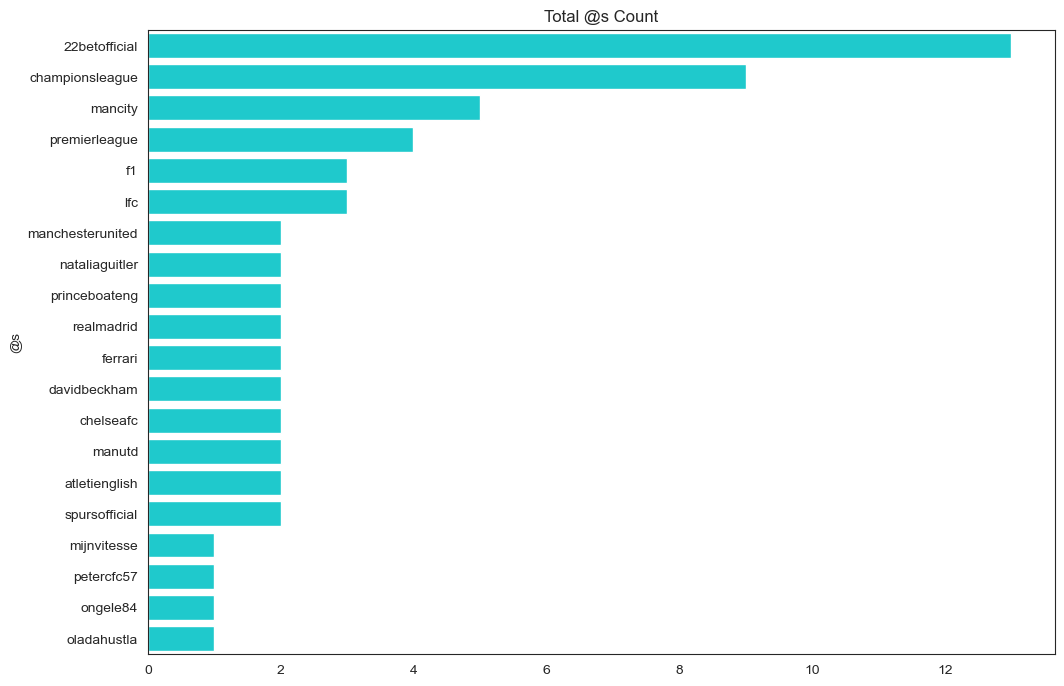 Total @s Count
22betofficial
championsleague
mancity
premierleague
f1
lfc
manchesterunited
nataliaguitler
princeboateng
realmadrid
ferrari
davidbeckham
chelseafc
manutd
atletienglish
spursofficial
mijnvitesse
petercfc57
ongele84
oladahustla
@s
0 2 4 6 8 10 12